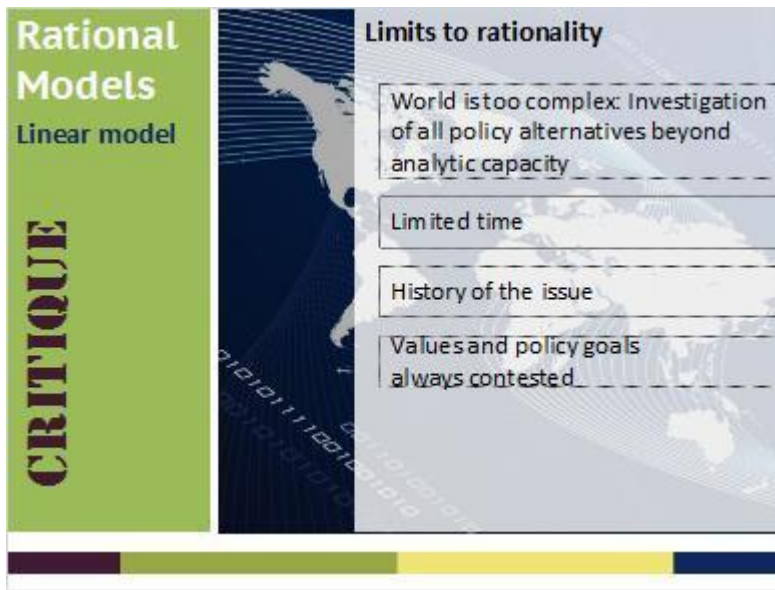 Rational
Models
Linear model
CRITIQUE
Limits to rationality
World is too complex: Investigation
of all policy alternatives beyond
analytic capacity
Limited time
History of the issue
Values and policy goals
always contested